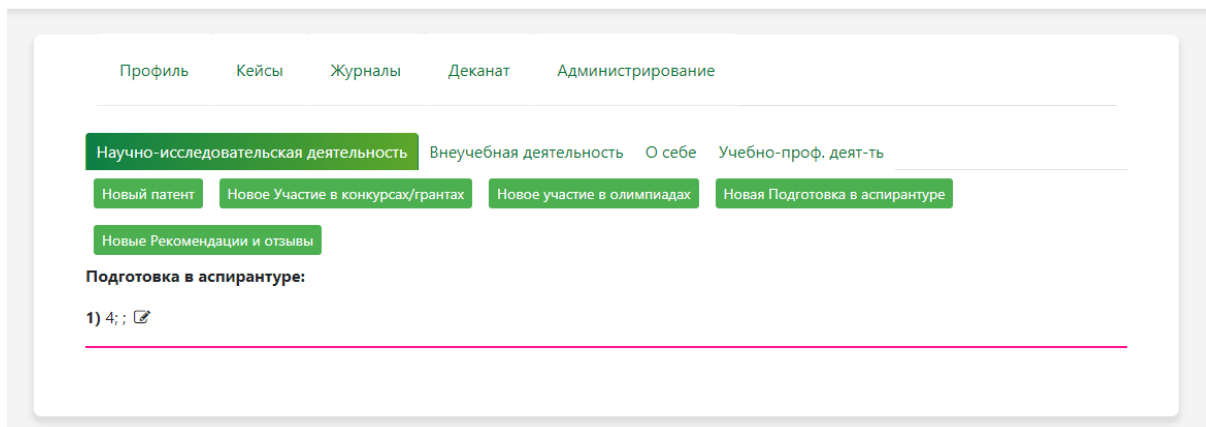 Профиль Кейсы Журналы Деканат Администрирование
Научно-исследовательская деятельность Внеучебная деятельность О себе Учебно-проф. деят-ть
Новый патент Новое Участие в конкурсах/грантах Новое участие в олимпиадах Новая Подготовка в аспирантуре
Новые Рекомендации и отзывы
Подготовка в аспирантуре:
1) 4; ;